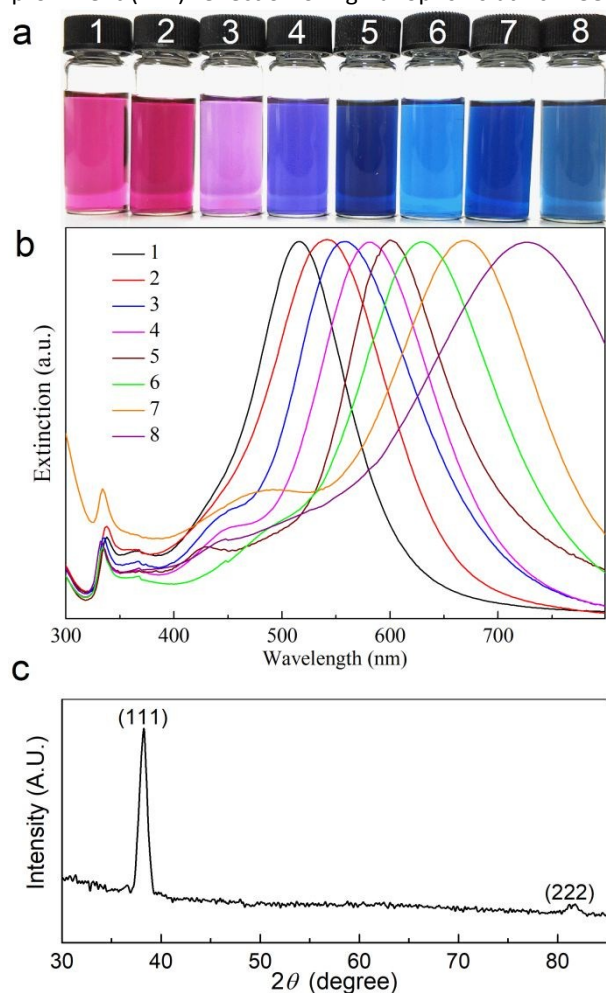 a
1 2 3 4 5 6 7 8
b
1
2
3
4
5
6
7
8
Extinction (a.u.)
300 400 500 600 700
Wavelength (nm)
c
(111)
(222)
Intensity (A.U.)
30 40 50 60 70 80
2θ (degree)